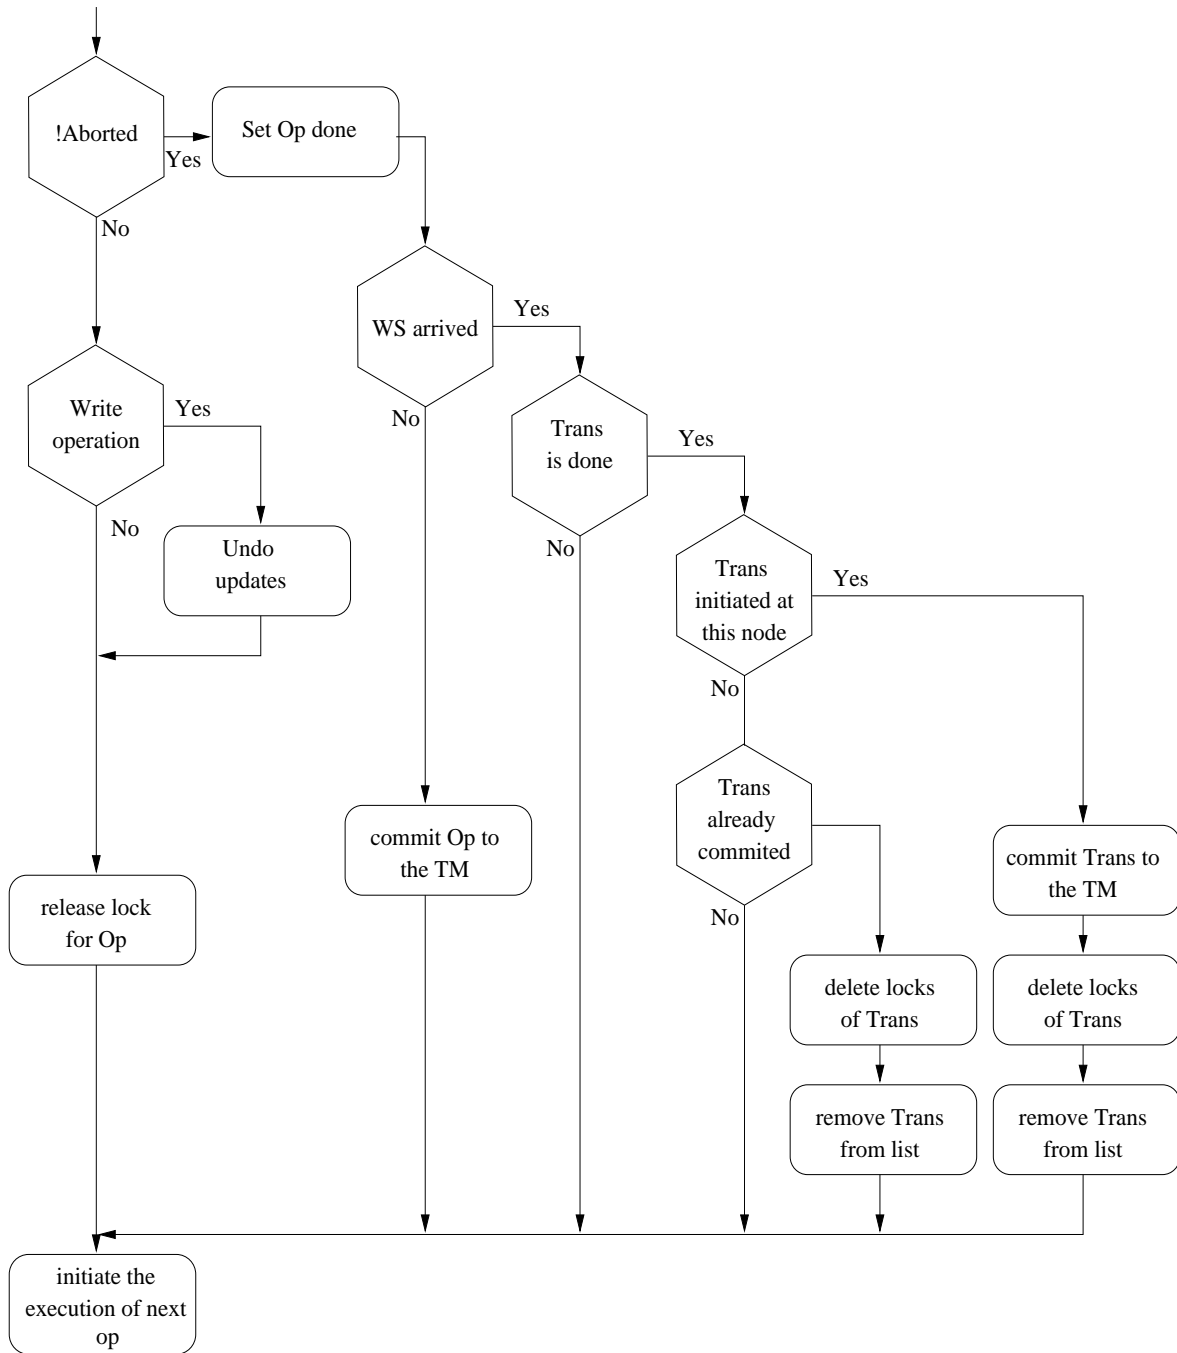 !Aborted
Yes
Set Op done
No
WS arrived
Yes
No
Write
operation
Yes
No
Trans
is done
Yes
No
Undo
updates
Trans
initiated at
this node
Yes
No
Trans
already
commited
No
commit Op to
the TM
commit Trans to
the TM
release lock
for Op
delete locks
of Trans
delete locks
of Trans
remove Trans
from list
remove Trans
from list
initiate the
execution of next
op